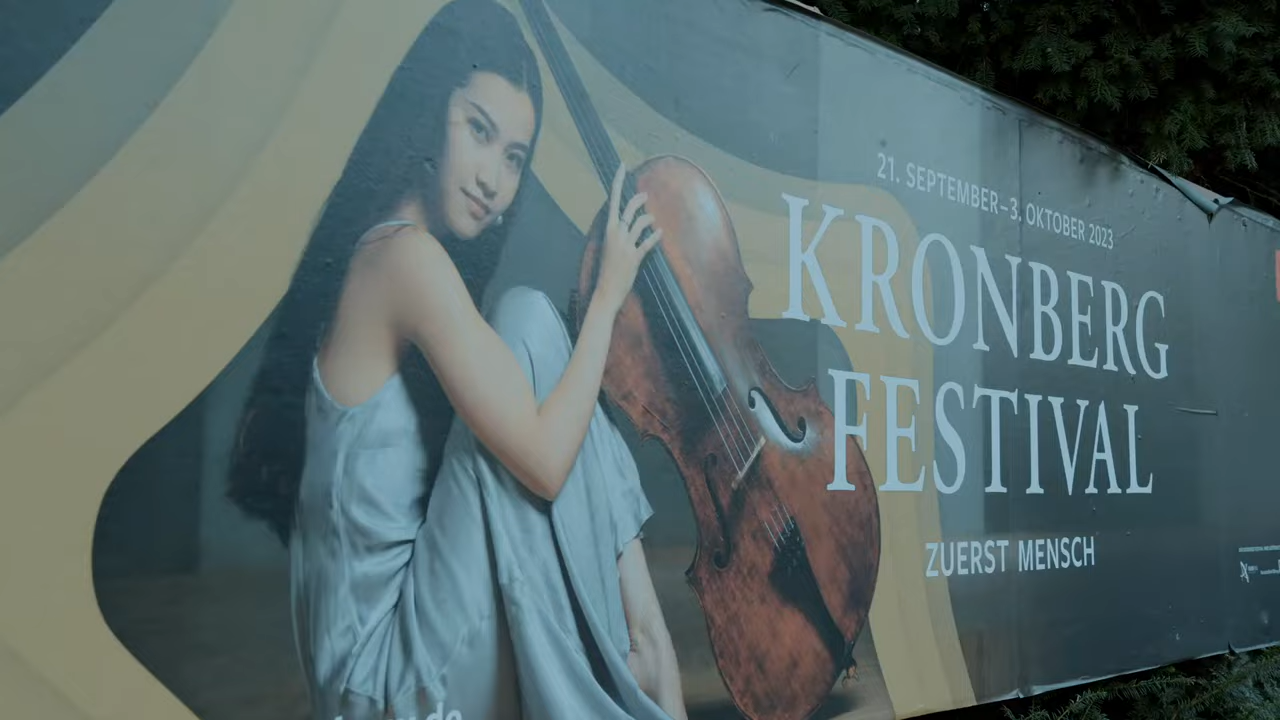 21. SEPTEMBER–3. OKTOBER 2023
KRONBERG
FESTIVAL
ZUERST MENSCH